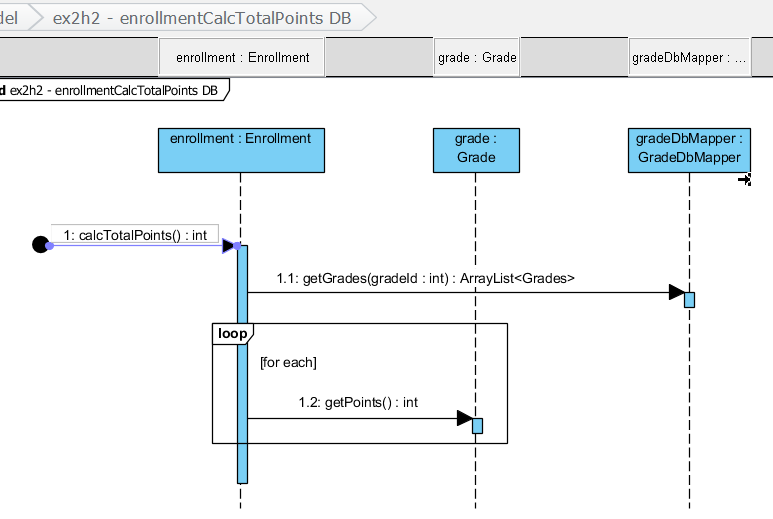 del
ex2h2 - enrollmentCalcTotalPoints DB
enrollment : Enrollment
grade : Grade
gradeDbMapper : ...
d ex2h2 - enrollmentCalcTotalPoints DB
enrollment : Enrollment
grade :
Grade
gradeDbMapper :
GradeDbMapper
1: calcTotalPoints() : int
1.1: getGrades(gradeId : int) : ArrayList<Grades>
loop
[for each]
1.2: getPoints() : int